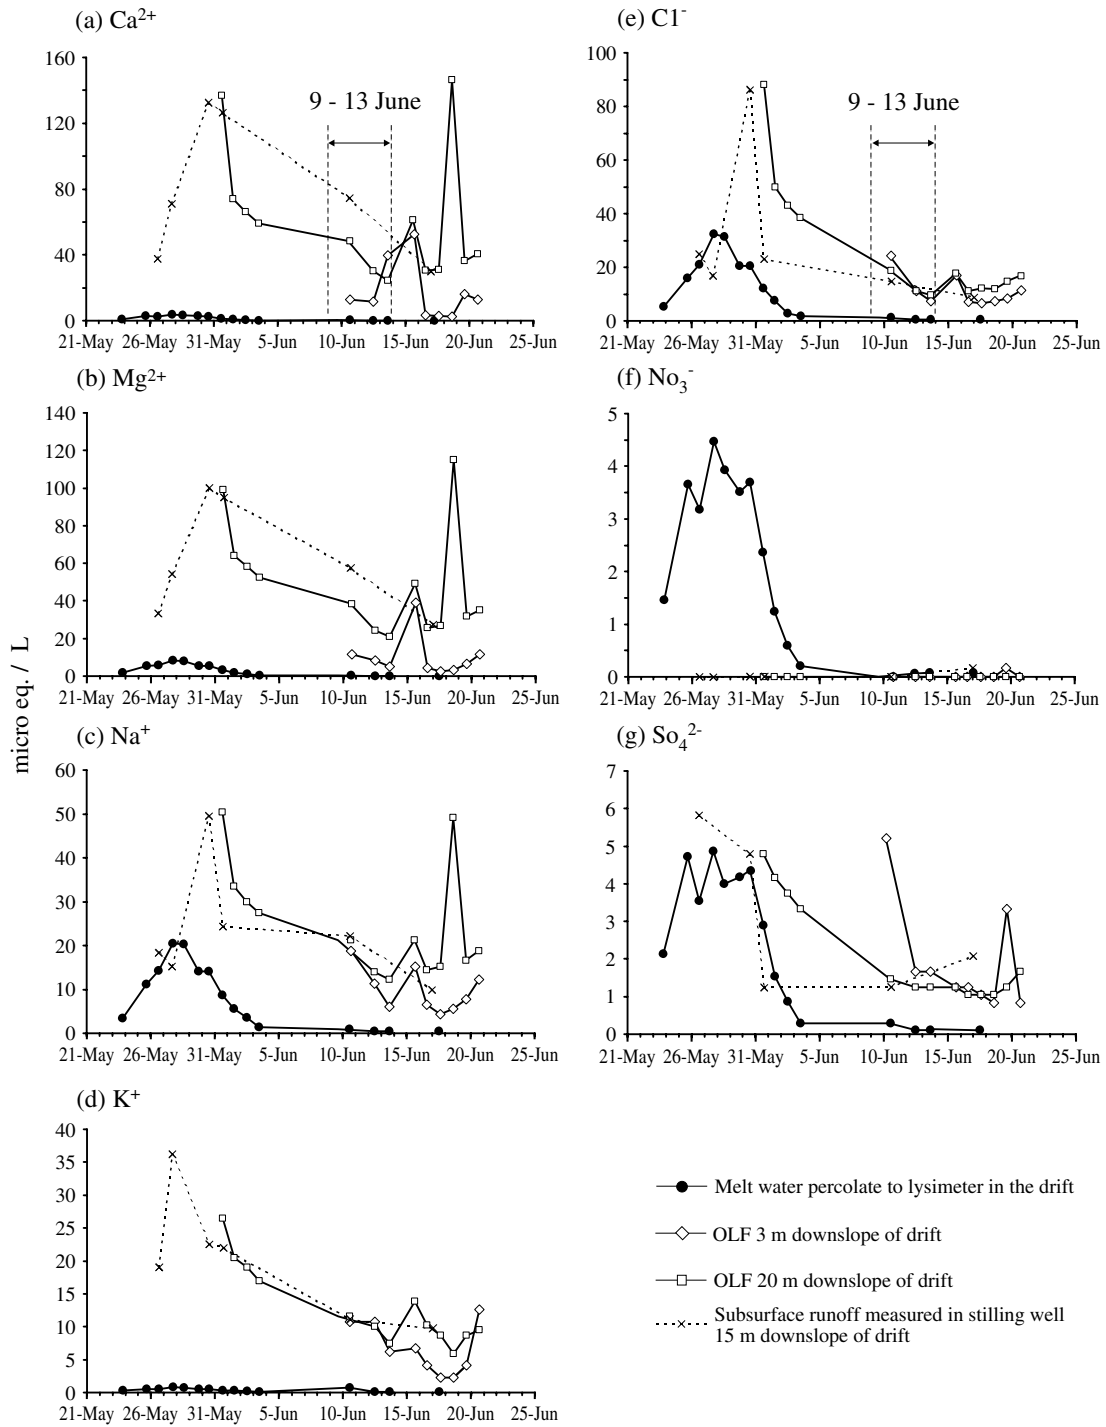 (a) Ca2+
160
120
80
40
0
9 - 13 June
21-May 26-May 31-May 5-Jun 10-Jun 15-Jun 20-Jun 25-Jun
(e) C1-
100
80
60
40
20
0
9 - 13 June
21-May 26-May 31-May 5-Jun 10-Jun 15-Jun 20-Jun 25-Jun
(b) Mg2+
140
120
100
80
60
40
20
0
21-May 26-May 31-May 5-Jun 10-Jun 15-Jun 20-Jun 25-Jun
(f) No3-
5
4
3
2
1
0
21-May 26-May 31-May 5-Jun 10-Jun 15-Jun 20-Jun 25-Jun
micro eq. / L
(c) Na+
60
50
40
30
20
10
0
21-May 26-May 31-May 5-Jun 10-Jun 15-Jun 20-Jun 25-Jun
(g) So42-
7
6
5
4
3
2
1
0
21-May 26-May 31-May 5-Jun 10-Jun 15-Jun 20-Jun 25-Jun
(d) K+
40
35
30
25
20
15
10
5
0
21-May 26-May 31-May 5-Jun 10-Jun 15-Jun 20-Jun 25-Jun
Melt water percolate to lysimeter in the drift
OLF 3 m downslope of drift
OLF 20 m downslope of drift
Subsurface runoff measured in stilling well
15 m downslope of drift